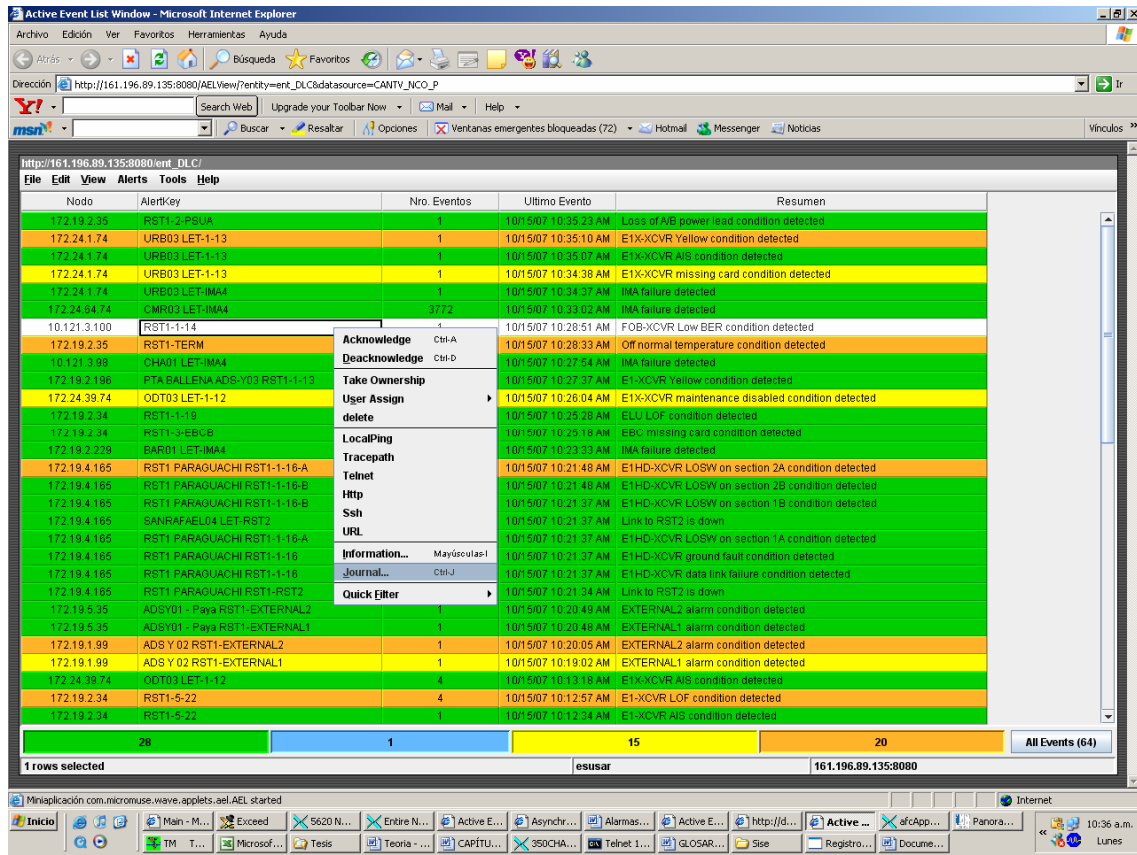 Active Event List Window - Microsoft Internet Explorer
Archivo Edición Ver Favoritos Herramientas Ayuda
Atrás Búsqueda Favoritos
Dirección http://161.196.89.135:8080/AELView/?entity=ent_DLC&datasource=CANTV_NCO_P Ir
Y! Search Web Upgrade your Toolbar Now Mail Help
msn Buscar Resaltar Opciones Ventanas emergentes bloqueadas (72) Hotmail Messenger Noticias Vínculos »
http://161.196.89.135:8080/ent_DLC/
File Edit View Alerts Tools Help
Nodo AlertKey Nro. Eventos Ultimo Evento Resumen
172.19.2.35 RST1-2-PSUA 1 10/15/07 10:35:23 AM Loss of A/B power lead condition detected
172.24.1.74 URB03 LET-1-13 1 10/15/07 10:35:10 AM E1X-XCVR Yellow condition detected
172.24.1.74 URB03 LET-1-13 1 10/15/07 10:35:07 AM E1X-XCVR AIS condition detected
172.24.1.74 URB03 LET-1-13 1 10/15/07 10:34:38 AM E1X-XCVR missing card condition detected
172.24.1.74 URB03 LET-IMA4 1 10/15/07 10:34:37 AM IMA failure detected
172.24.64.74 CMR03 LET-IMA4 3772 10/15/07 10:33:02 AM IMA failure detected
10.121.3.100 RST1-1-14 1 10/15/07 10:28:51 AM FOB-XCVR Low BER condition detected
172.19.2.35 RST1-TERM 10/15/07 10:28:33 AM Off normal temperature condition detected
10.121.3.98 CHA01 LET-IMA4 10/15/07 10:27:54 AM IMA failure detected
172.19.2.196 PTA BALLENA ADS-Y03 RST1-1-13 10/15/07 10:27:37 AM E1-XCVR Yellow condition detected
172.24.39.74 ODT03 LET-1-12 10/15/07 10:26:04 AM E1X-XCVR maintenance disabled condition detected
172.19.2.34 RST1-1-19 10/15/07 10:25:28 AM ELU LOF condition detected
172.19.2.34 RST1-3-EBCB 10/15/07 10:25:18 AM EBC missing card condition detected
172.19.2.229 BAR01 LET-IMA4 10/15/07 10:23:33 AM IMA failure detected
172.19.4.165 RST1 PARAGUACHI RST1-1-16-A 10/15/07 10:21:48 AM E1HD-XCVR LOSW on section 2A condition detected
172.19.4.165 RST1 PARAGUACHI RST1-1-16-B 10/15/07 10:21:48 AM E1HD-XCVR LOSW on section 2B condition detected
172.19.4.165 RST1 PARAGUACHI RST1-1-16-B 10/15/07 10:21:37 AM E1HD-XCVR LOSW on section 1B condition detected
172.19.4.165 SANRAFAEL04 LET-RST2 10/15/07 10:21:37 AM Link to RST2 is down
172.19.4.165 RST1 PARAGUACHI RST1-1-16-A 10/15/07 10:21:37 AM E1HD-XCVR LOSW on section 1A condition detected
172.19.4.165 RST1 PARAGUACHI RST1-1-16 10/15/07 10:21:37 AM E1HD-XCVR ground fault condition detected
172.19.4.165 RST1 PARAGUACHI RST1-1-16 10/15/07 10:21:37 AM E1HD-XCVR data link failure condition detected
172.19.4.165 RST1 PARAGUACHI RST1-RST2 10/15/07 10:21:34 AM Link to RST2 is down
172.19.5.35 ADSY01 - Paya RST1-EXTERNAL2 1 10/15/07 10:20:49 AM EXTERNAL2 alarm condition detected
172.19.5.35 ADSY01 - Paya RST1-EXTERNAL1 1 10/15/07 10:20:48 AM EXTERNAL1 alarm condition detected
172.19.1.99 ADS Y 02 RST1-EXTERNAL2 1 10/15/07 10:20:05 AM EXTERNAL2 alarm condition detected
172.19.1.99 ADS Y 02 RST1-EXTERNAL1 1 10/15/07 10:19:02 AM EXTERNAL1 alarm condition detected
172.24.39.74 ODT03 LET-1-12 4 10/15/07 10:13:18 AM E1X-XCVR AIS condition detected
172.19.2.34 RST1-5-22 4 10/15/07 10:12:57 AM E1-XCVR LOF condition detected
172.19.2.34 RST1-5-22 1 10/15/07 10:12:34 AM E1-XCVR AIS condition detected
Acknowledge Ctrl-A
Deacknowledge Ctrl-D
Take Ownership
User Assign
delete
LocalPing
Tracepath
Telnet
Http
Ssh
URL
Information... Mayúsculas-I
Journal... Ctrl-J
Quick Filter
28 1 15 20 All Events (64)
1 rows selected esusar 161.196.89.135:8080
Miniaplicación com.micromuse.wave.applets.ael.AEL started Internet
Inicio Main - M... Exceed 5620 N... Entire N... Active E... Asynchr... Alarmas... Active E... http://d... Active ... afcApp... Panora... « 10:36 a.m.
TM T... Microsof... Tesis Teoria - ... CAPÍTU... 350CHA... Telnet 1... GLOSAR... Sise Registro... Docume... Lunes